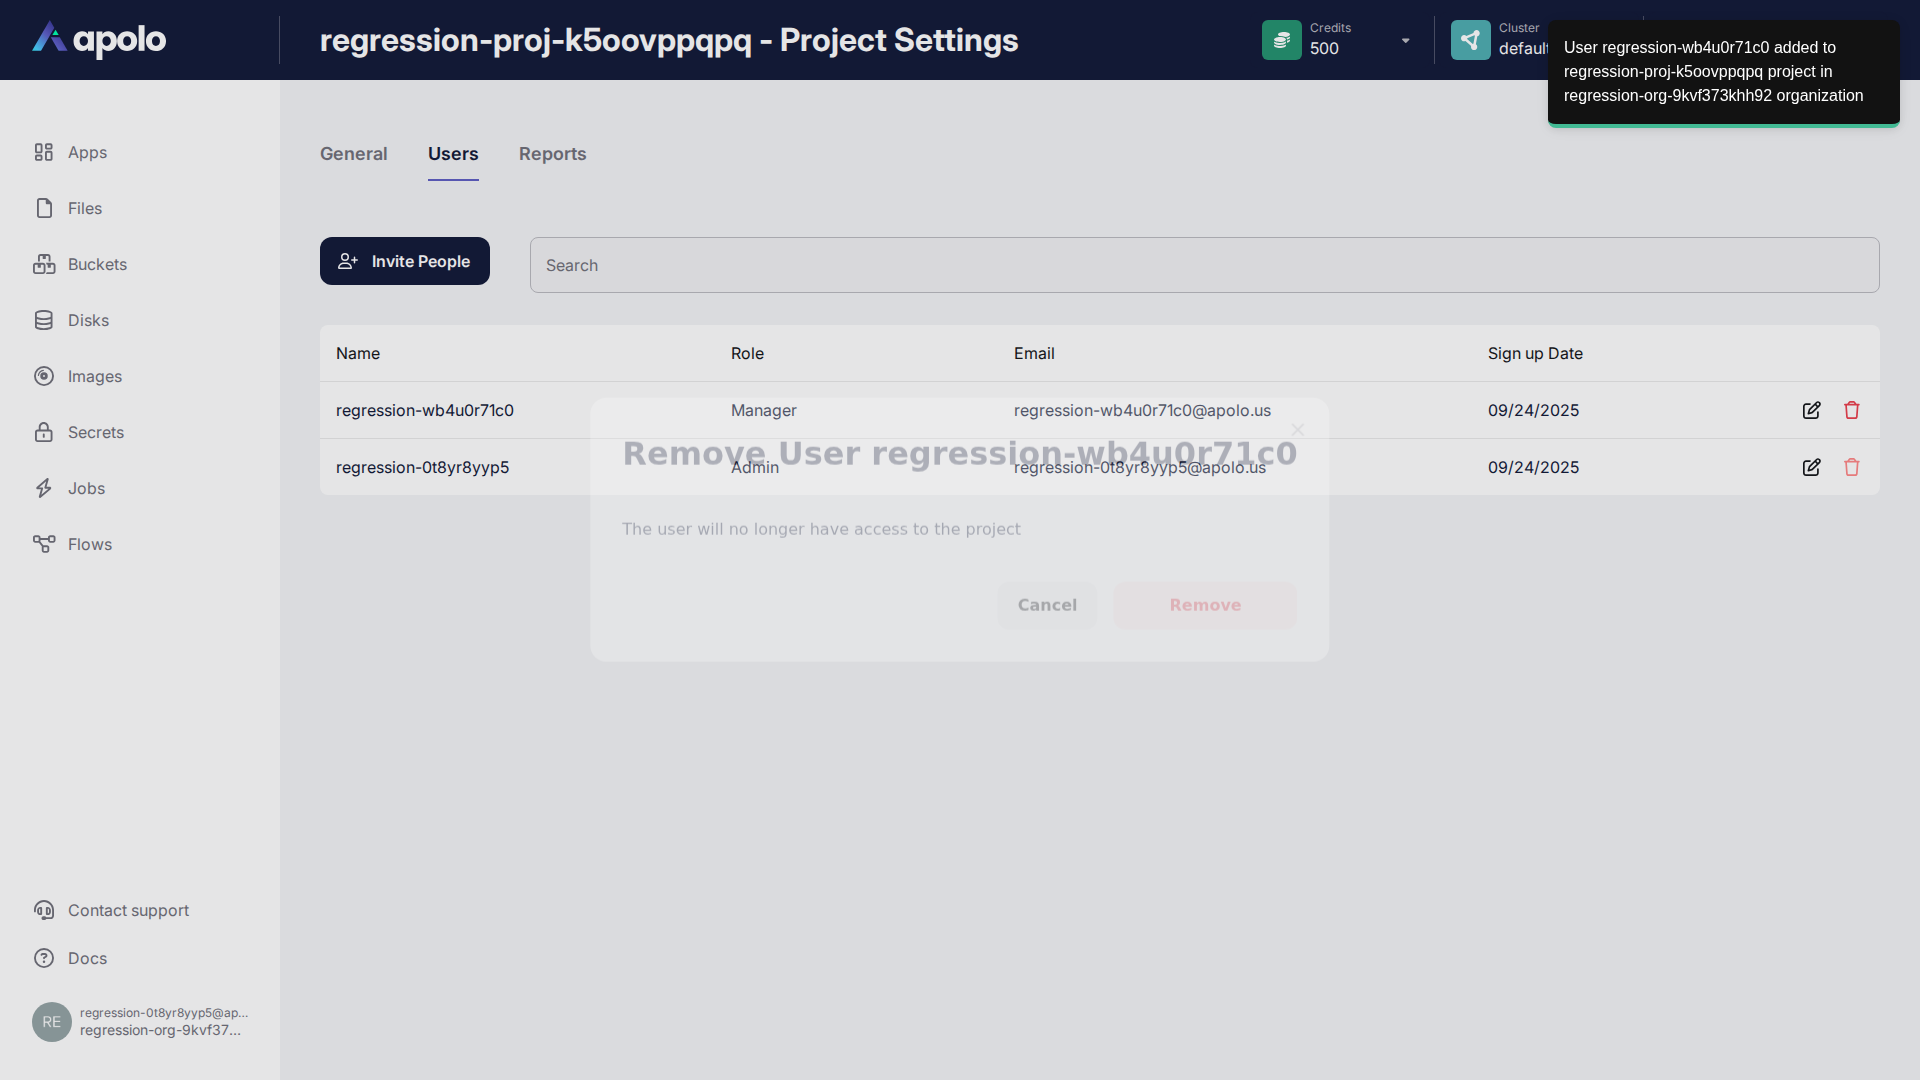 apolo
regression-proj-k5oovppqpq - Project Settings
Credits
500
Cluster
default
User regression-wb4u0r71c0 added to
regression-proj-k5oovppqpq project in
regression-org-9kvf373khh92 organization
Apps
Files
Buckets
Disks
Images
Secrets
Jobs
Flows
Contact support
Docs
RE
regression-0t8yr8yyp5@ap...
regression-org-9kvf37...
General
Users
Reports
Invite People
Search
Name Role Email Sign up Date
regression-wb4u0r71c0 Manager regression-wb4u0r71c0@apolo.us 09/24/2025
regression-0t8yr8yyp5 Admin regression-0t8yr8yyp5@apolo.us 09/24/2025
Remove User regression-wb4u0r71c0
The user will no longer have access to the project
Cancel
Remove